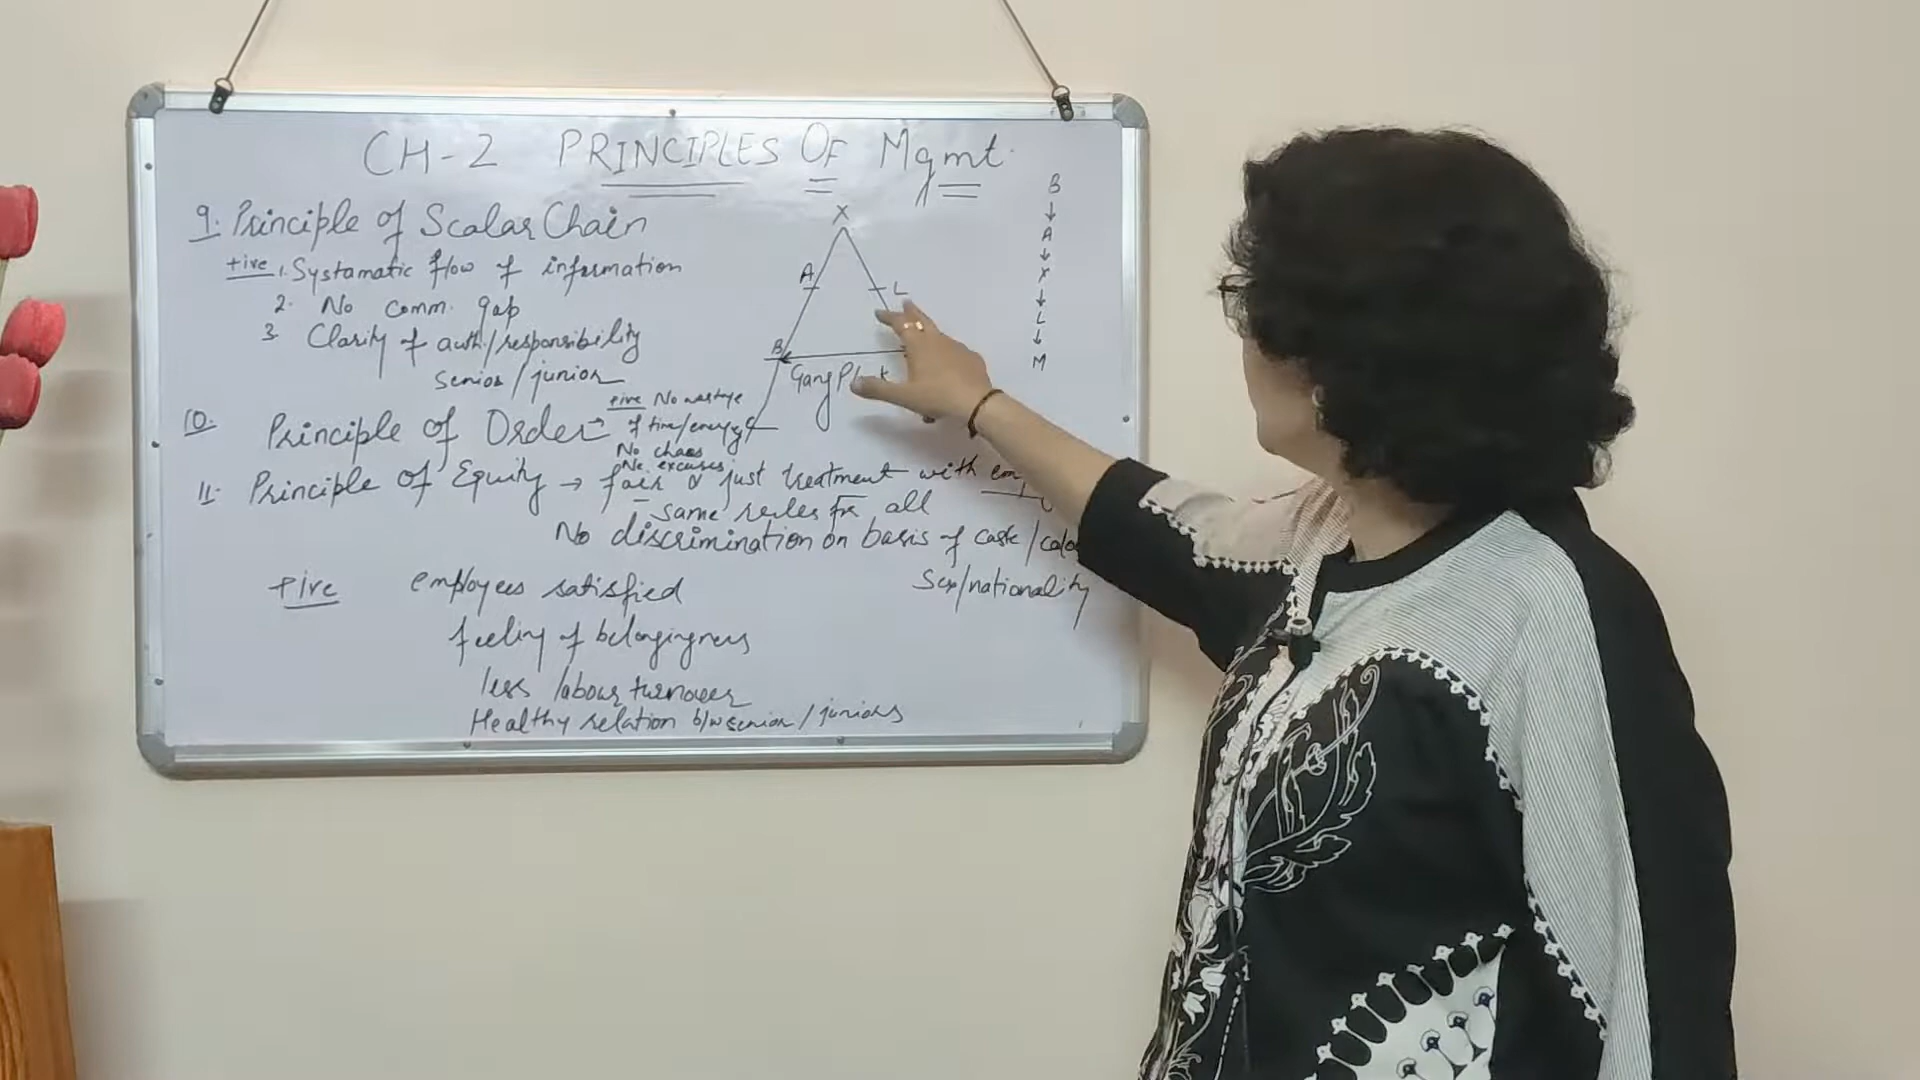 CH-2 PRINCIPLES OF Mgmt.
9. Principle of Scalar Chain
+ive 1. Systamatic flow of information
2. No comm. gap
3. Clarity of auth./responsibility
senior/junior
X
A
L
B
Gang
B
↓
A
↓
X
↓
L
↓
M
10. Principle of Order →
+ive No wastage
of time/energy
No chaos
No excuses
C
11. Principle of Equity → fair & just treatment with
same rules for all
No discrimination on basis of caste/
Sex/nationality
+ive employees satisfied
feeling of belongingness
less labour turnover
Healthy relation b/w senior/juniors